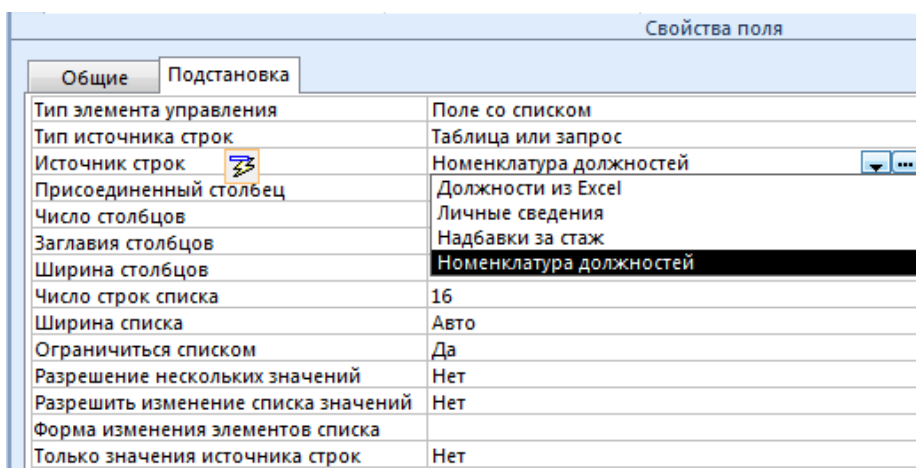 Свойства поля
Общие Подстановка
Тип элемента управления Поле со списком
Тип источника строк Таблица или запрос
Источник строк Номенклатура должностей
Присоединенный столбец Должности из Excel
Число столбцов Личные сведения
Заглавия столбцов Надбавки за стаж
Ширина столбцов Номенклатура должностей
Число строк списка 16
Ширина списка Авто
Ограничиться списком Да
Разрешение нескольких значений Нет
Разрешить изменение списка значений Нет
Форма изменения элементов списка
Только значения источника строк Нет